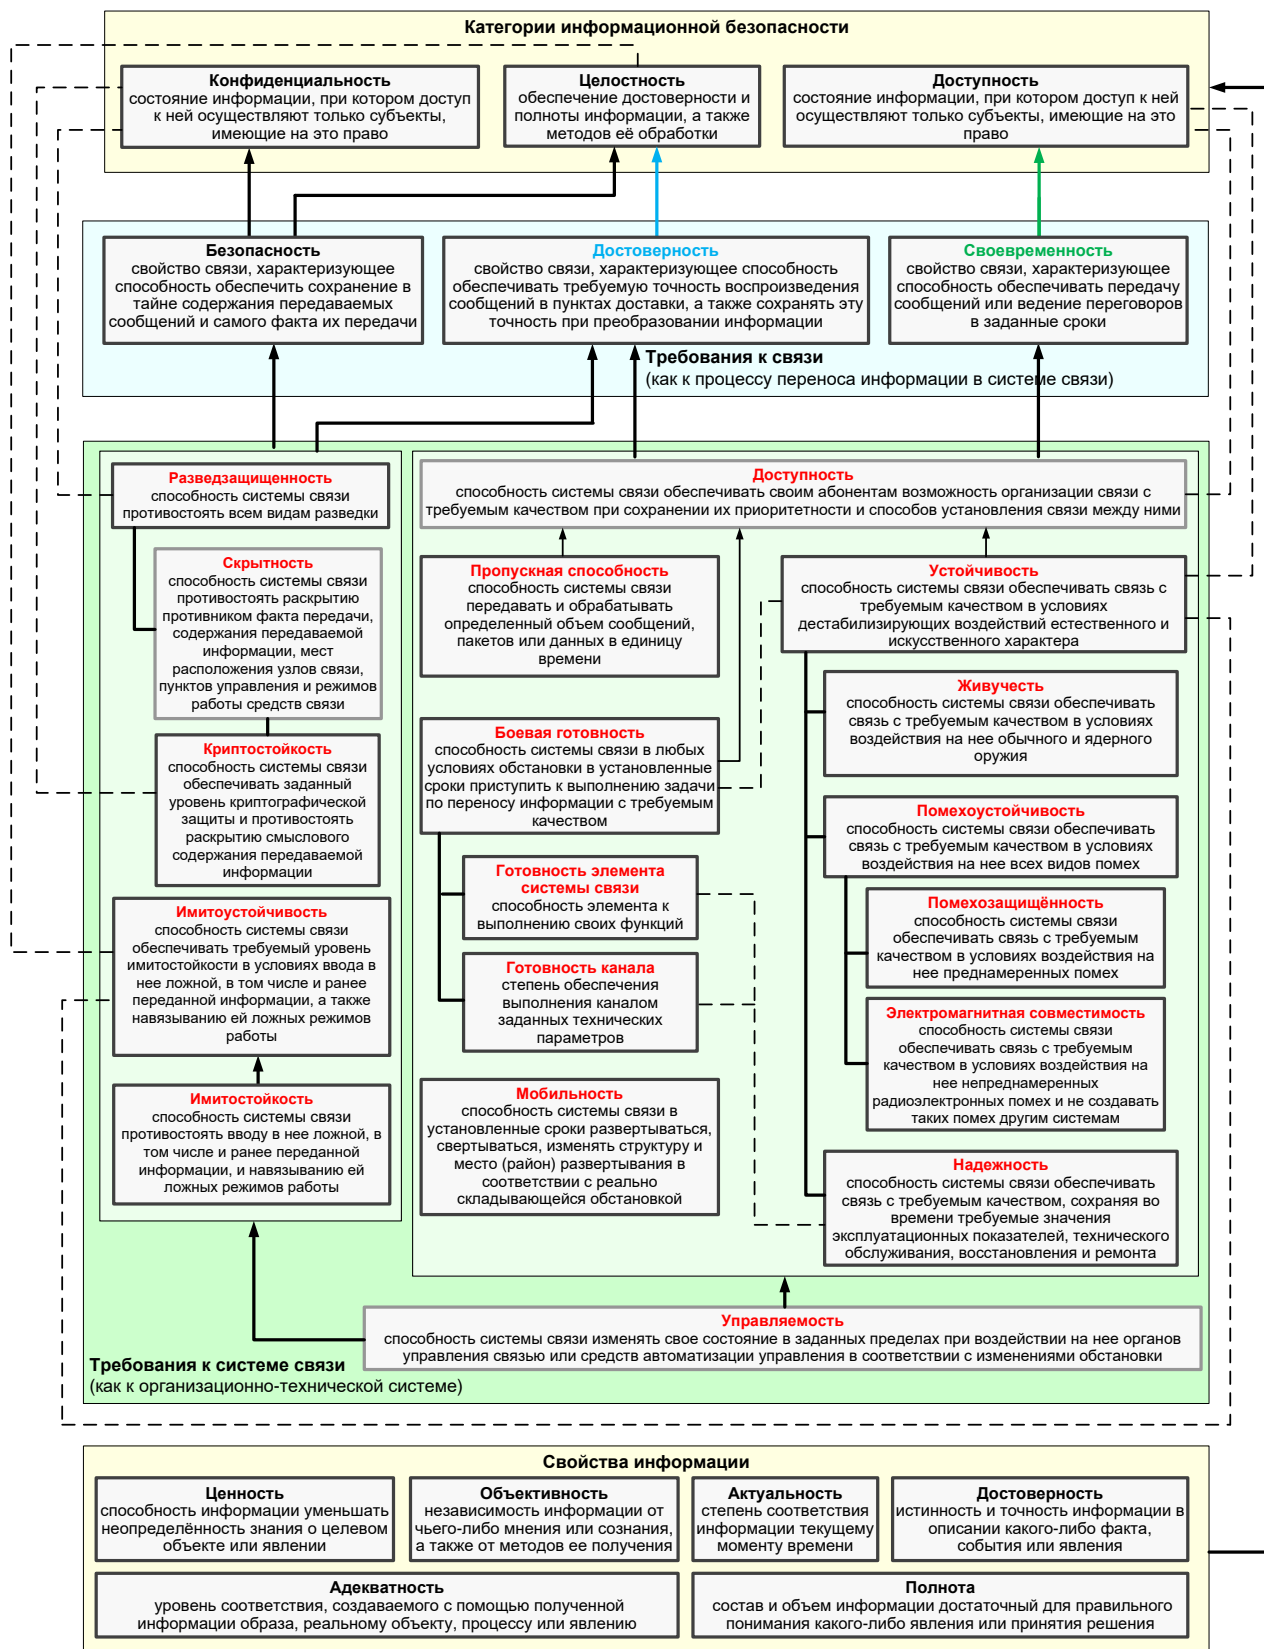 Категории информационной безопасности
Конфиденциальность
состояние информации, при котором доступ
к ней осуществляют только субъекты,
имеющие на это право
Целостность
обеспечение достоверности и
полноты информации, а также
методов её обработки
Доступность
состояние информации, при котором доступ к ней
осуществляют только субъекты, имеющие на это
право
Безопасность
свойство связи, характеризующее
способность обеспечить сохранение в
тайне содержания передаваемых
сообщений и самого факта их передачи
Достоверность
свойство связи, характеризующее способность
обеспечивать требуемую точность воспроизведения
сообщений в пунктах доставки, а также сохранять эту
точность при преобразовании информации
Своевременность
свойство связи, характеризующее
способность обеспечивать передачу
сообщений или ведение переговоров
в заданные сроки
Требования к связи
(как к процессу переноса информации в системе связи)
Разведзащищенность
способность системы связи
противостоять всем видам разведки
Скрытность
способность системы связи
противостоять раскрытию
противником факта передачи,
содержания передаваемой
информации, мест
расположения узлов связи,
пунктов управления и режимов
работы средств связи
Криптостойкость
способность системы связи
обеспечивать заданный
уровень криптографической
защиты и противостоять
раскрытию смыслового
содержания передаваемой
информации
Имитоустойчивость
способность системы связи
обеспечивать требуемый уровень
имитостойкости в условиях ввода в
нее ложной, в том числе и ранее
переданной информации, а также
навязыванию ей ложных режимов
работы
Имитостойкость
способность системы связи
противостоять вводу в нее ложной, в
том числе и ранее переданной
информации, и навязыванию ей
ложных режимов работы
Доступность
способность системы связи обеспечивать своим абонентам возможность организации связи с
требуемым качеством при сохранении их приоритетности и способов установления связи между ними
Пропускная способность
способность системы связи
передавать и обрабатывать
определенный объем сообщений,
пакетов или данных в единицу
времени
Боевая готовность
способность системы связи в любых
условиях обстановки в установленные
сроки приступить к выполнению задачи
по переносу информации с требуемым
качеством
Готовность элемента
системы связи
способность элемента к
выполнению своих функций
Готовность канала
степень обеспечения
выполнения каналом
заданных технических
параметров
Мобильность
способность системы связи в
установленные сроки развертываться,
свертываться, изменять структуру и
место (район) развертывания в
соответствии с реально
складывающейся обстановкой
Устойчивость
способность системы связи обеспечивать связь с
требуемым качеством в условиях
дестабилизирующих воздействий естественного и
искусственного характера
Живучесть
способность системы связи обеспечивать
связь с требуемым качеством в условиях
воздействия на нее обычного и ядерного
оружия
Помехоустойчивость
способность системы связи обеспечивать
связь с требуемым качеством в условиях
воздействия на нее всех видов помех
Помехозащищённость
способность системы связи
обеспечивать связь с требуемым
качеством в условиях воздействия на
нее преднамеренных помех
Электромагнитная совместимость
способность системы связи
обеспечивать связь с требуемым
качеством в условиях воздействия на
нее непреднамеренных
радиоэлектронных помех и не создавать
таких помех другим системам
Надежность
способность системы связи обеспечивать
связь с требуемым качеством, сохраняя во
времени требуемые значения
эксплуатационных показателей, технического
обслуживания, восстановления и ремонта
Управляемость
способность системы связи изменять свое состояние в заданных пределах при воздействии на нее органов
управления связью или средств автоматизации управления в соответствии с изменениями обстановки
Требования к системе связи
(как к организационно-технической системе)
Свойства информации
Ценность
способность информации уменьшать
неопределённость знания о целевом
объекте или явлении
Объективность
независимость информации от
чьего-либо мнения или сознания,
а также от методов ее получения
Актуальность
степень соответствия
информации текущему
моменту времени
Достоверность
истинность и точность информации в
описании какого-либо факта,
события или явления
Адекватность
уровень соответствия, создаваемого с помощью полученной
информации образа, реальному объекту, процессу или явлению
Полнота
состав и объем информации достаточный для правильного
понимания какого-либо явления или принятия решения